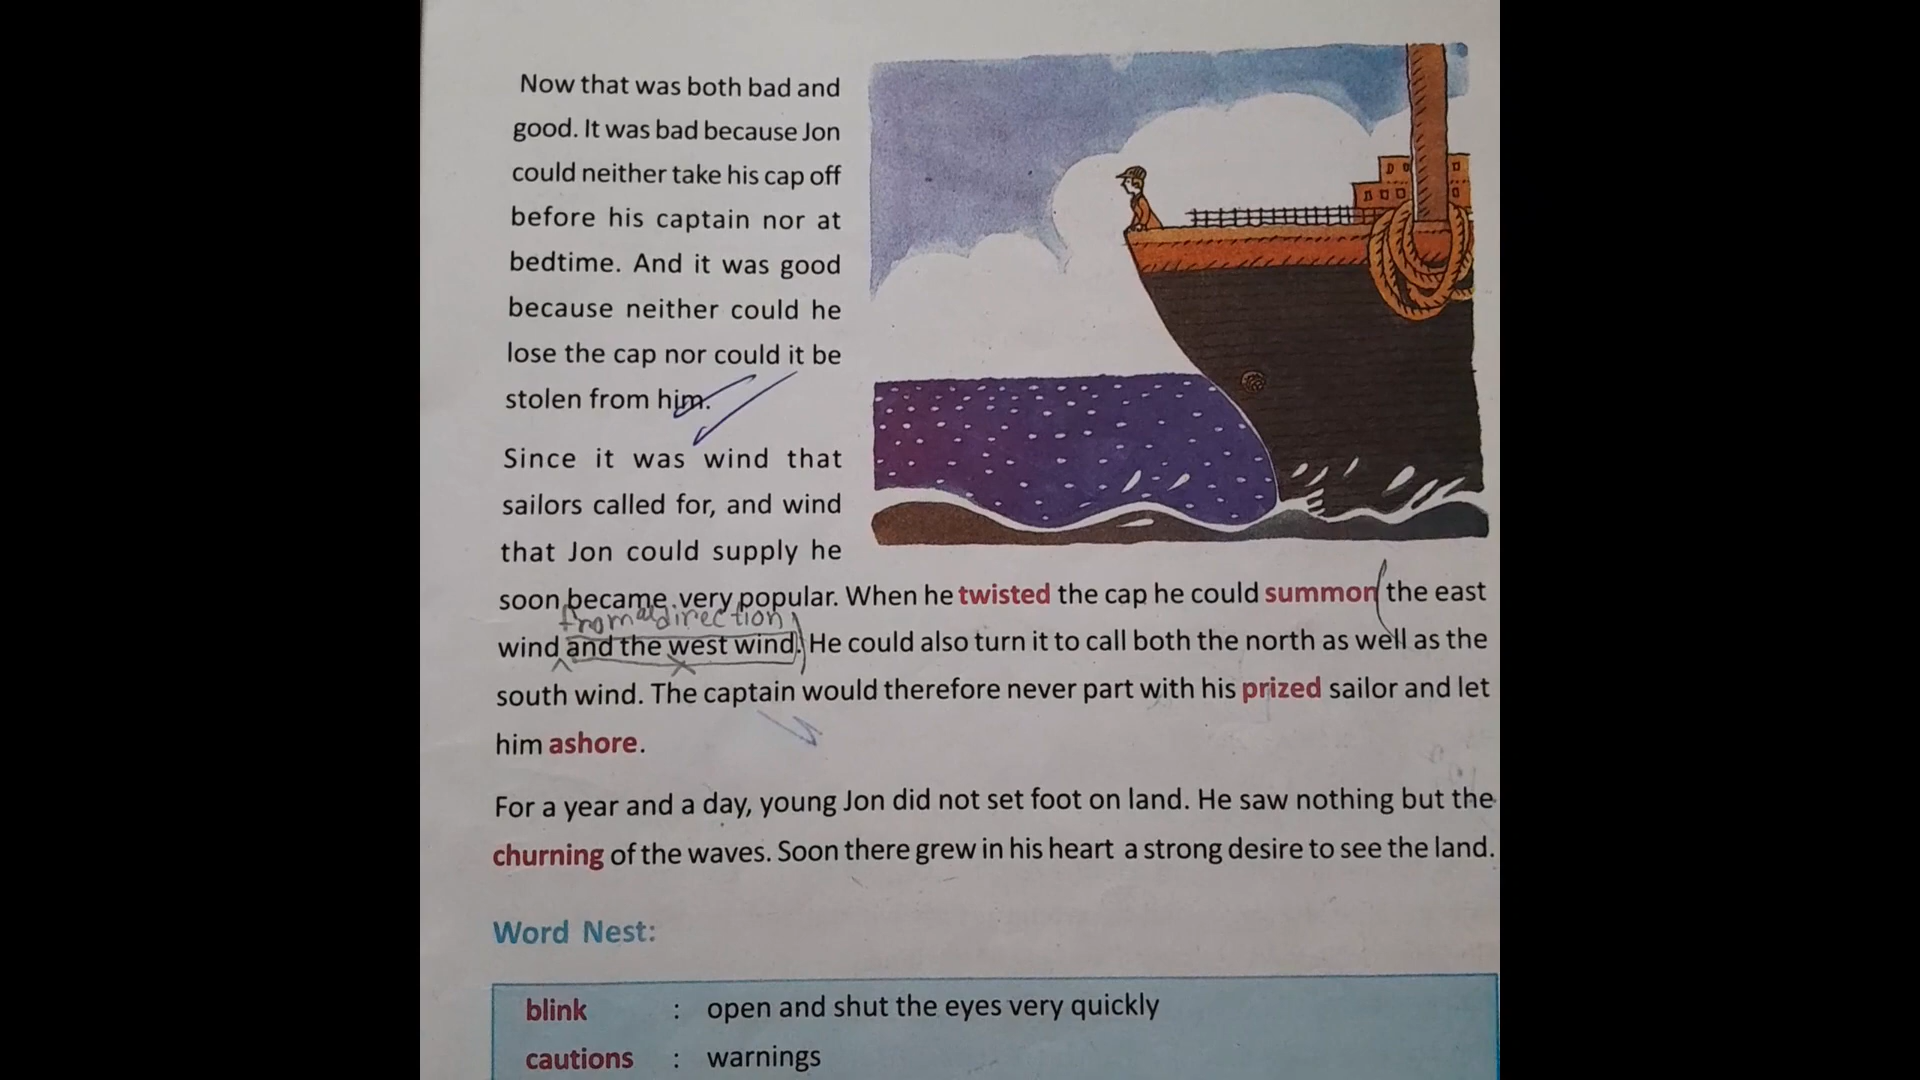 Now that was both bad and
good. It was bad because Jon
could neither take his cap off
before his captain nor at
bedtime. And it was good
because neither could he
lose the cap nor could it be
stolen from him.
Since it was wind that
sailors called for, and wind
that Jon could supply he
soon became very popular. When he twisted the cap he could summon the east
from a direction
wind and the west wind. He could also turn it to call both the north as well as the
south wind. The captain would therefore never part with his prized sailor and let
him ashore.
For a year and a day, young Jon did not set foot on land. He saw nothing but the
churning of the waves. Soon there grew in his heart a strong desire to see the land.
Word Nest:
blink : open and shut the eyes very quickly
cautions : warnings